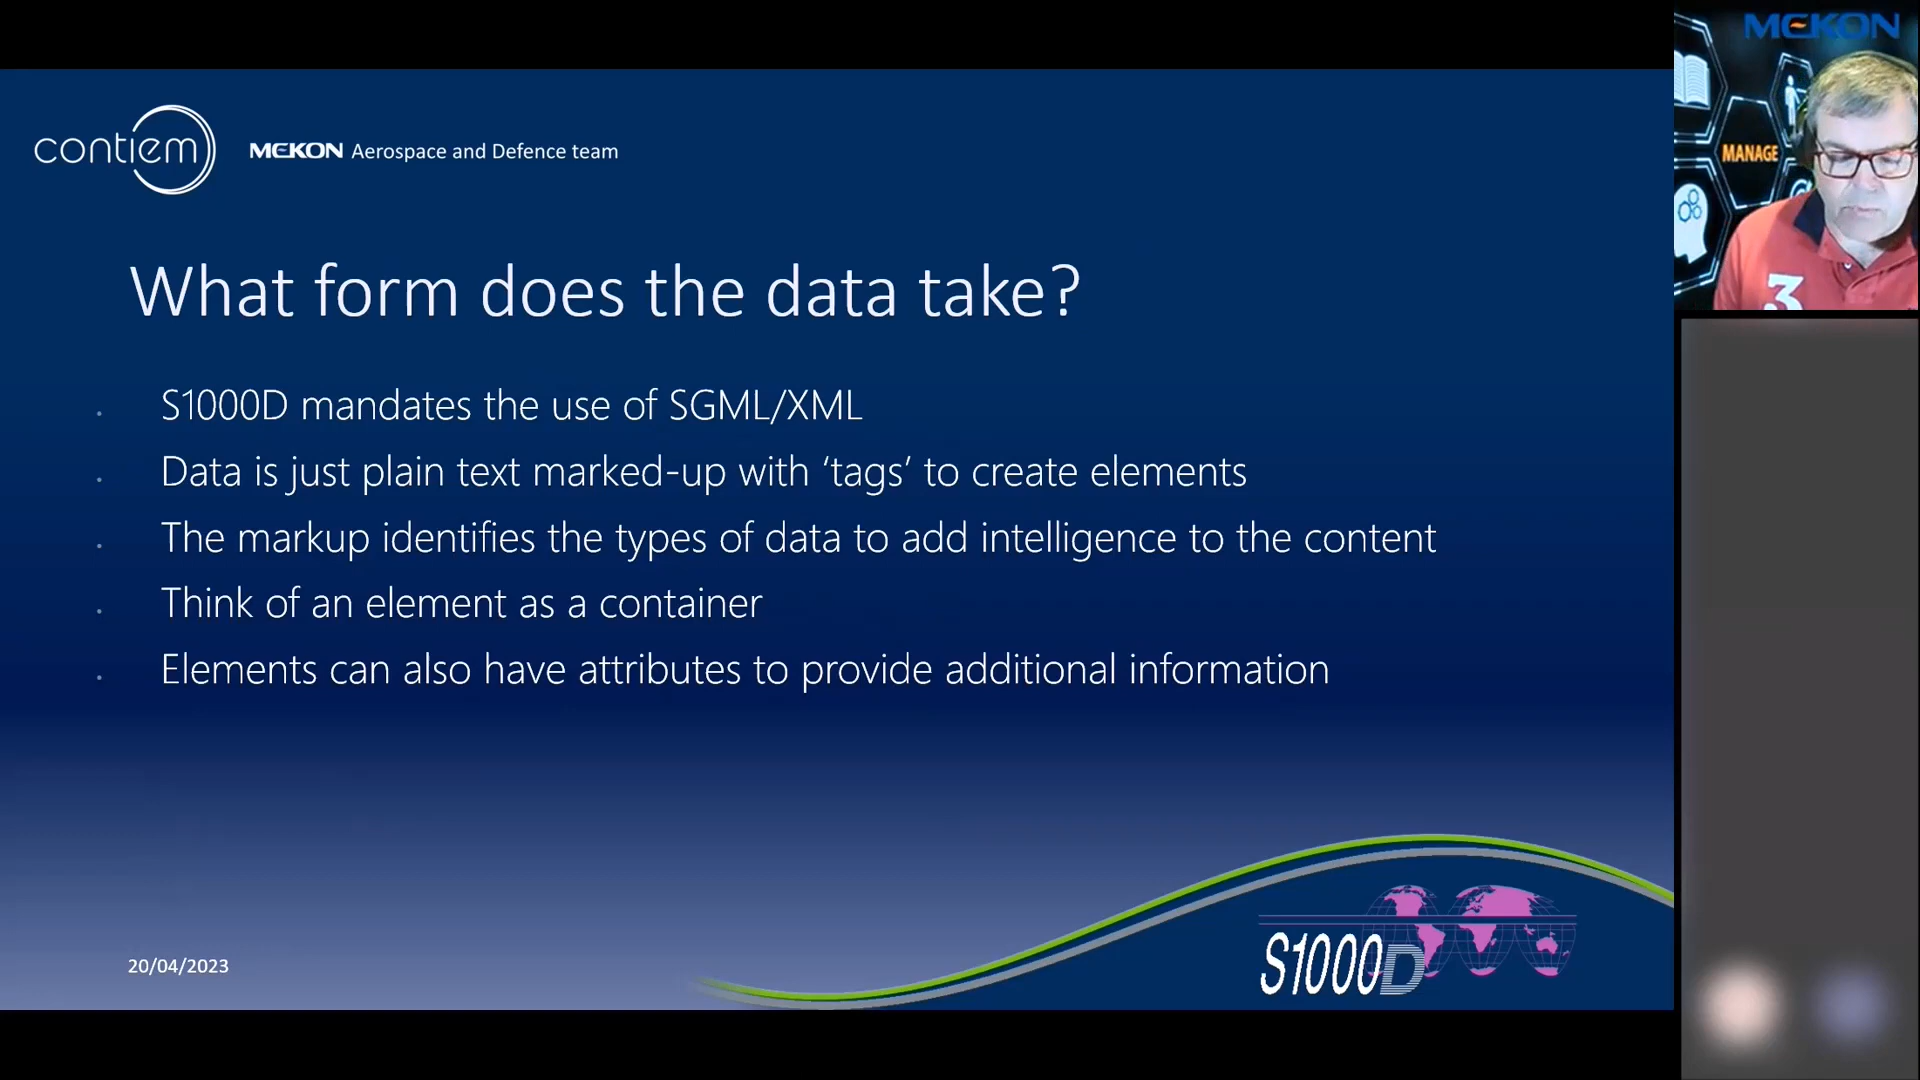 contiem
MEKON Aerospace and Defence team
MEKON
MANAGE
3
What form does the data take?
S1000D mandates the use of SGML/XML
Data is just plain text marked-up with ‘tags’ to create elements
The markup identifies the types of data to add intelligence to the content
Think of an element as a container
Elements can also have attributes to provide additional information
20/04/2023
S1000D